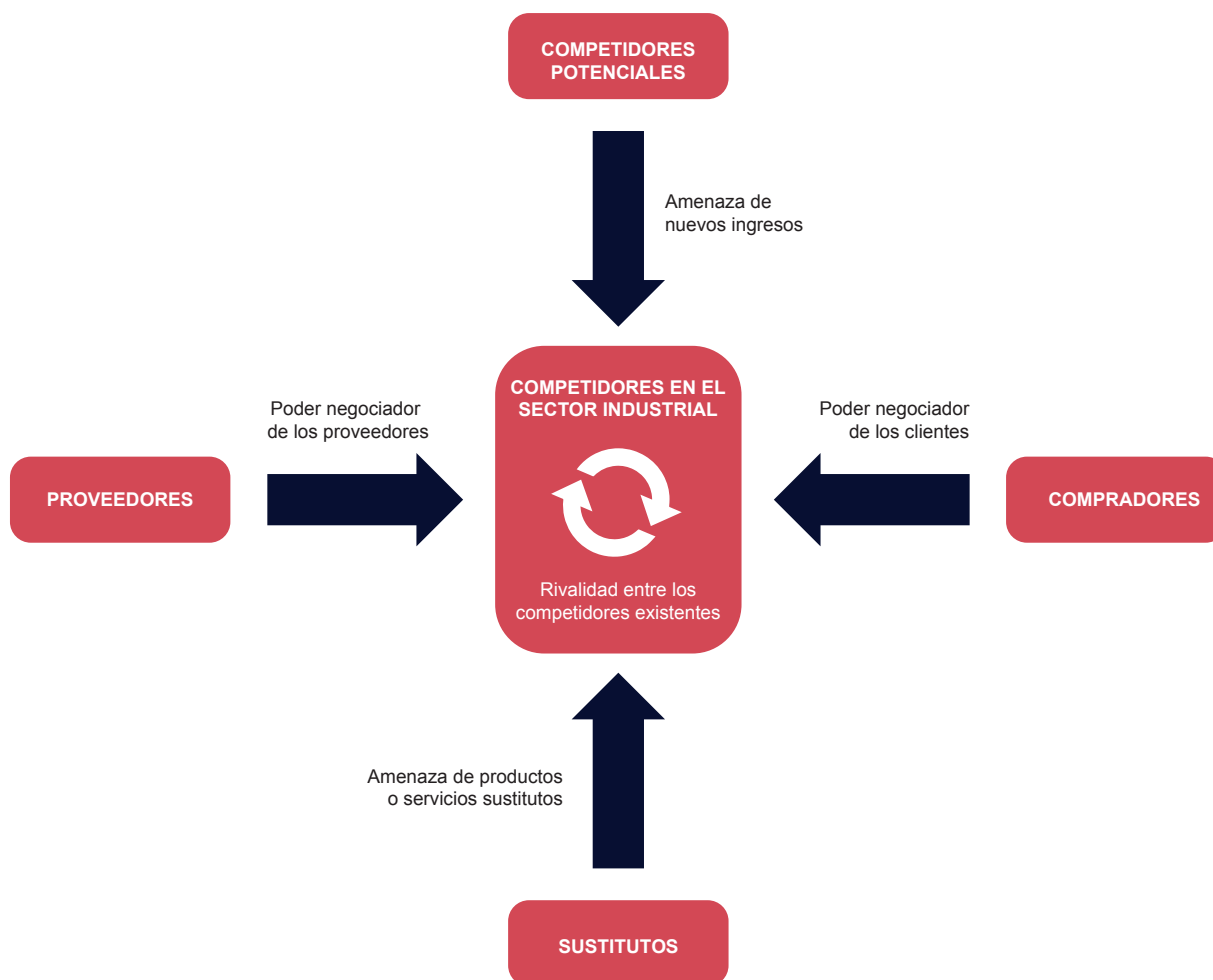 COMPETIDORES
POTENCIALES
Amenaza de
nuevos ingresos
COMPETIDORES EN EL
SECTOR INDUSTRIAL
Rivalidad entre los
competidores existentes
Poder negociador
de los proveedores
PROVEEDORES
Poder negociador
de los clientes
COMPRADORES
Amenaza de productos
o servicios sustitutos
SUSTITUTOS